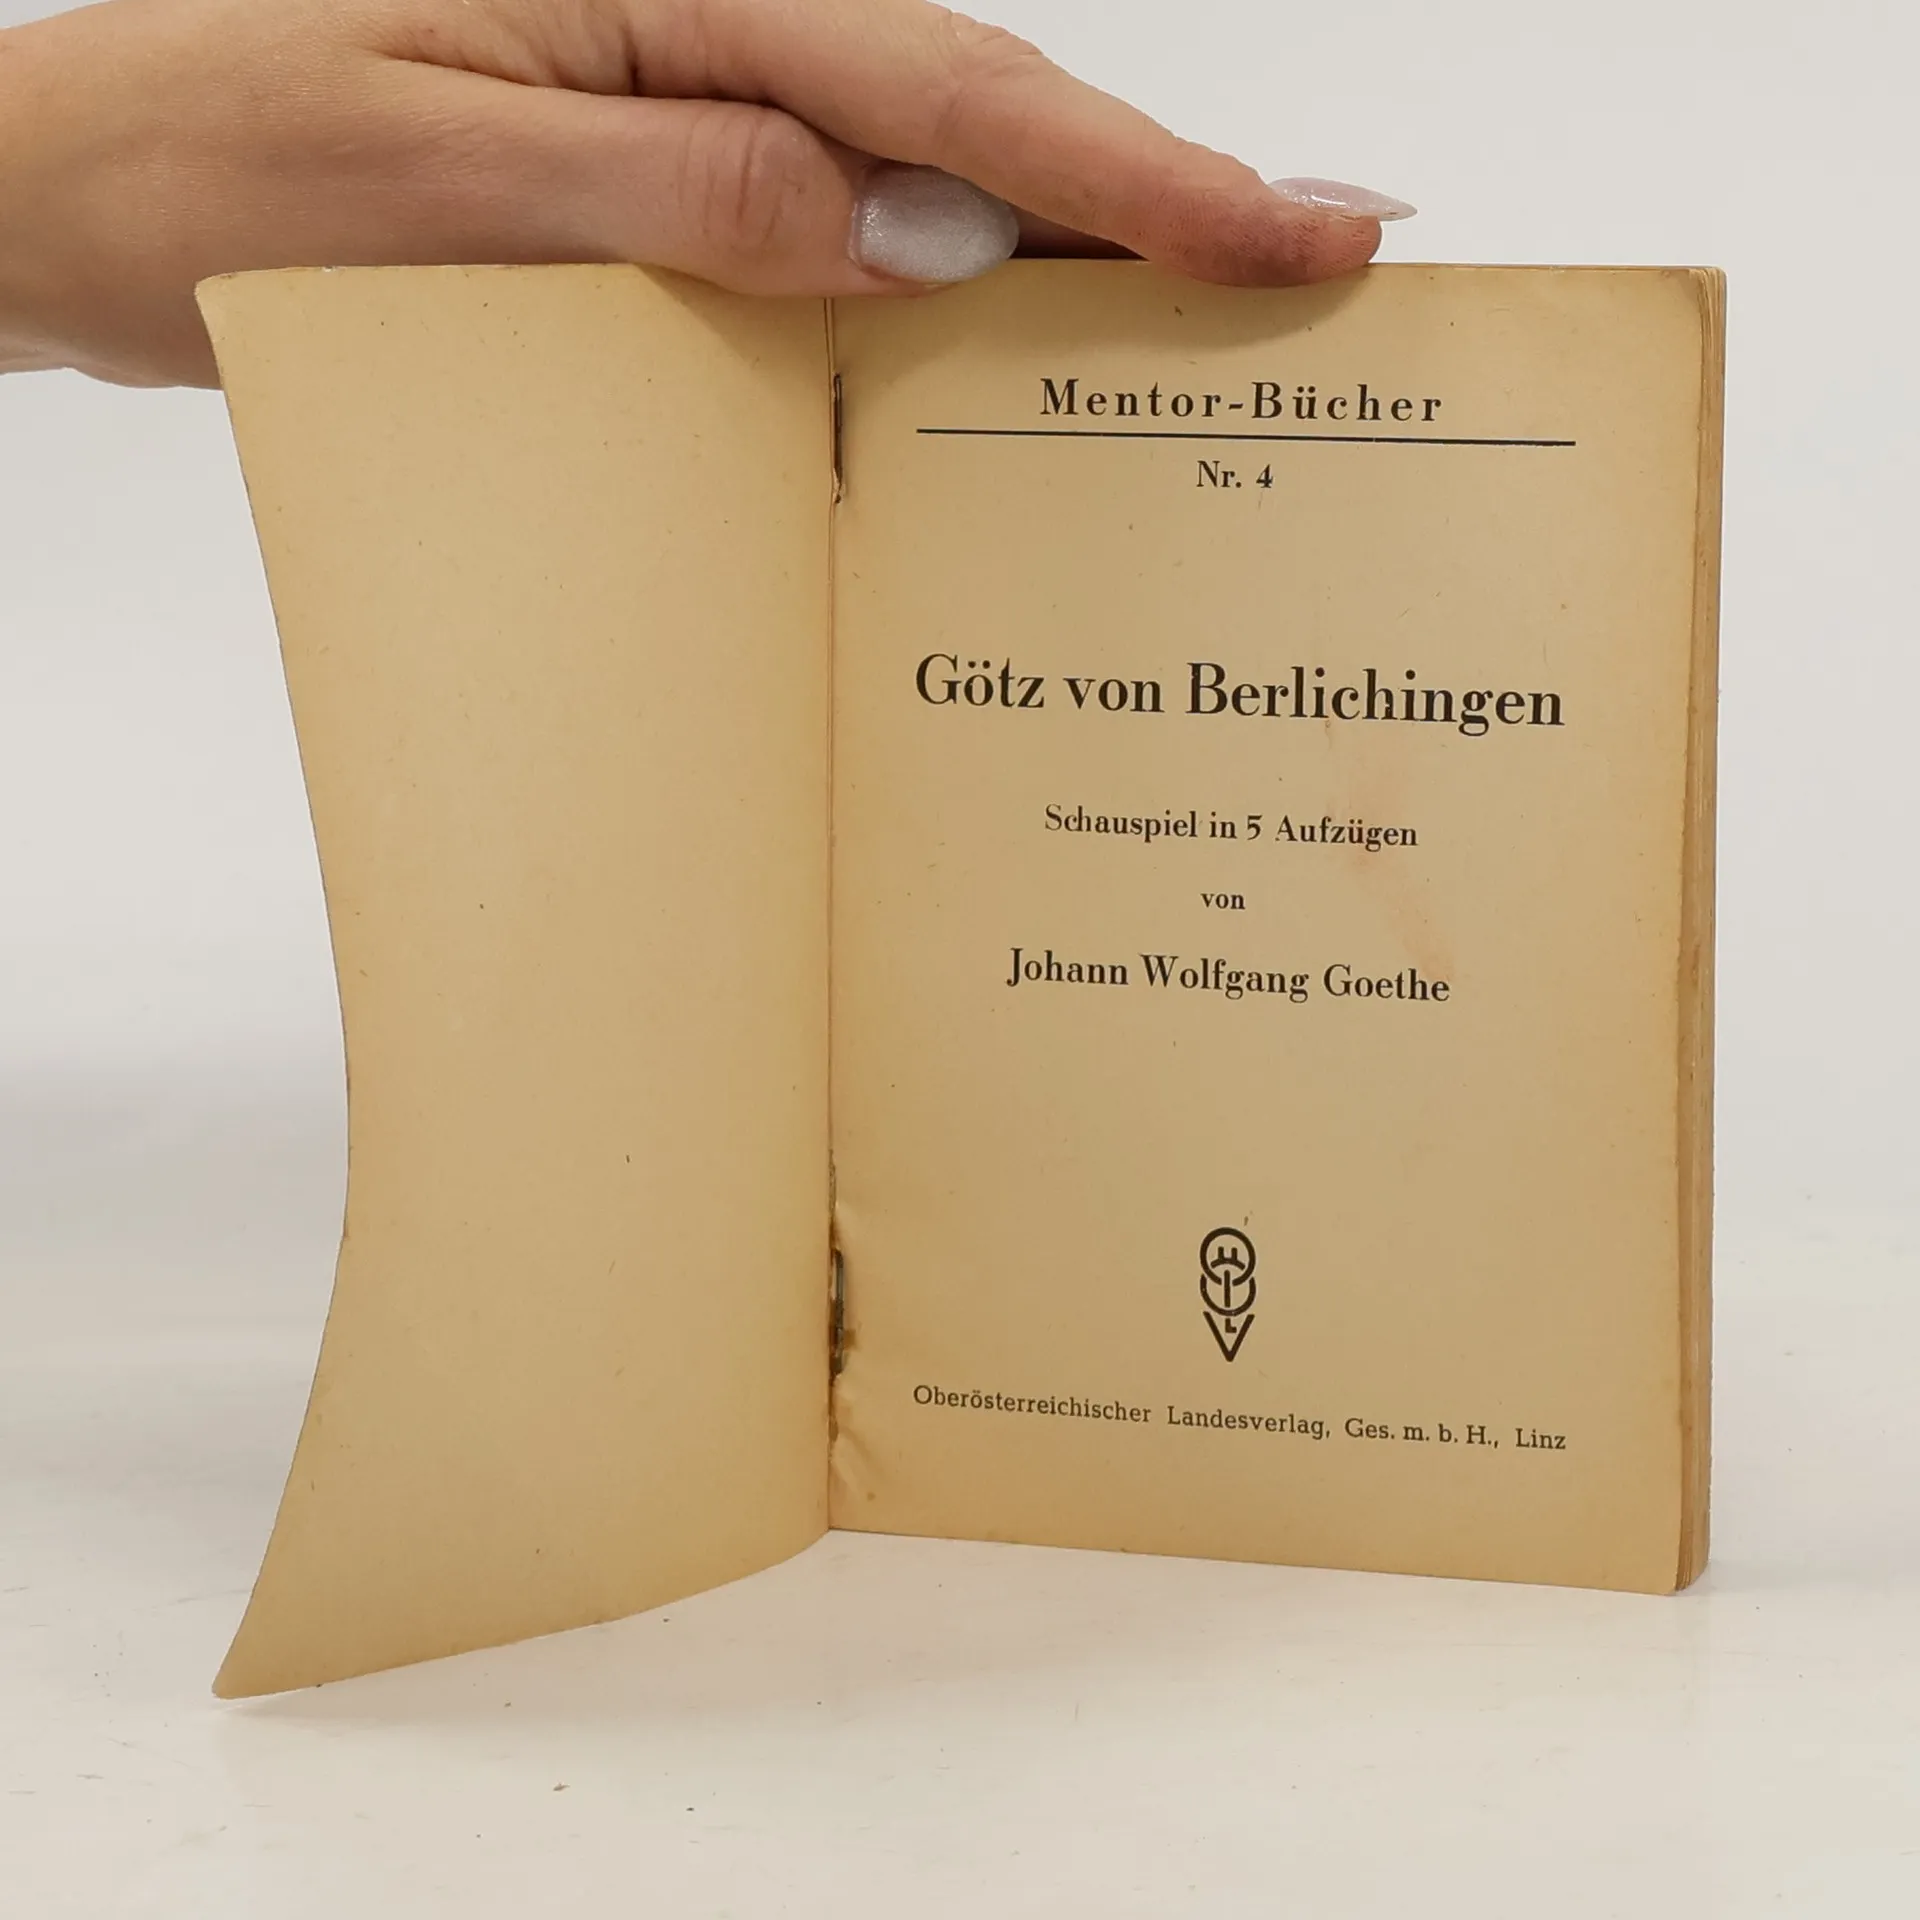 Mentor-Bücher
Nr. 4
Götz von Berlichingen
Schauspiel in 5 Aufzügen
von
Johann Wolfgang Goethe
Oberösterreichischer Landesverlag, Ges. m. b. H., Linz